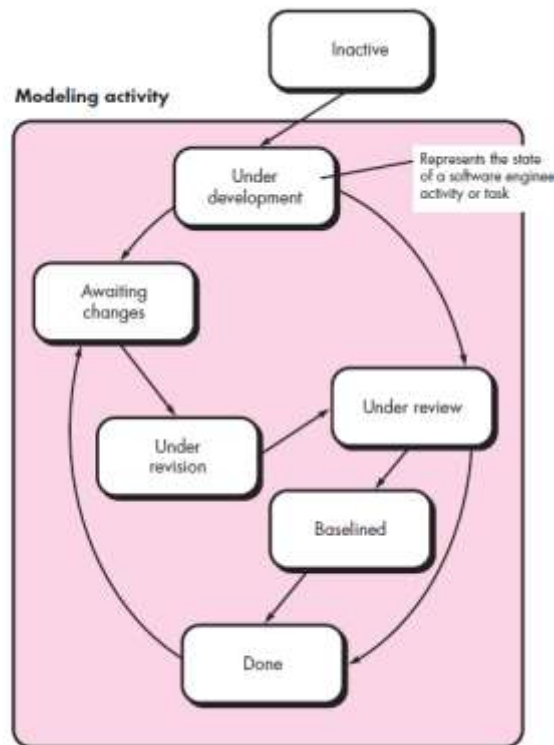 Inactive
Modeling activity
Under
development
Represents the state
of a software enginee
activity or task
Awaiting
changes
Under review
Under
revision
Baselined
Done